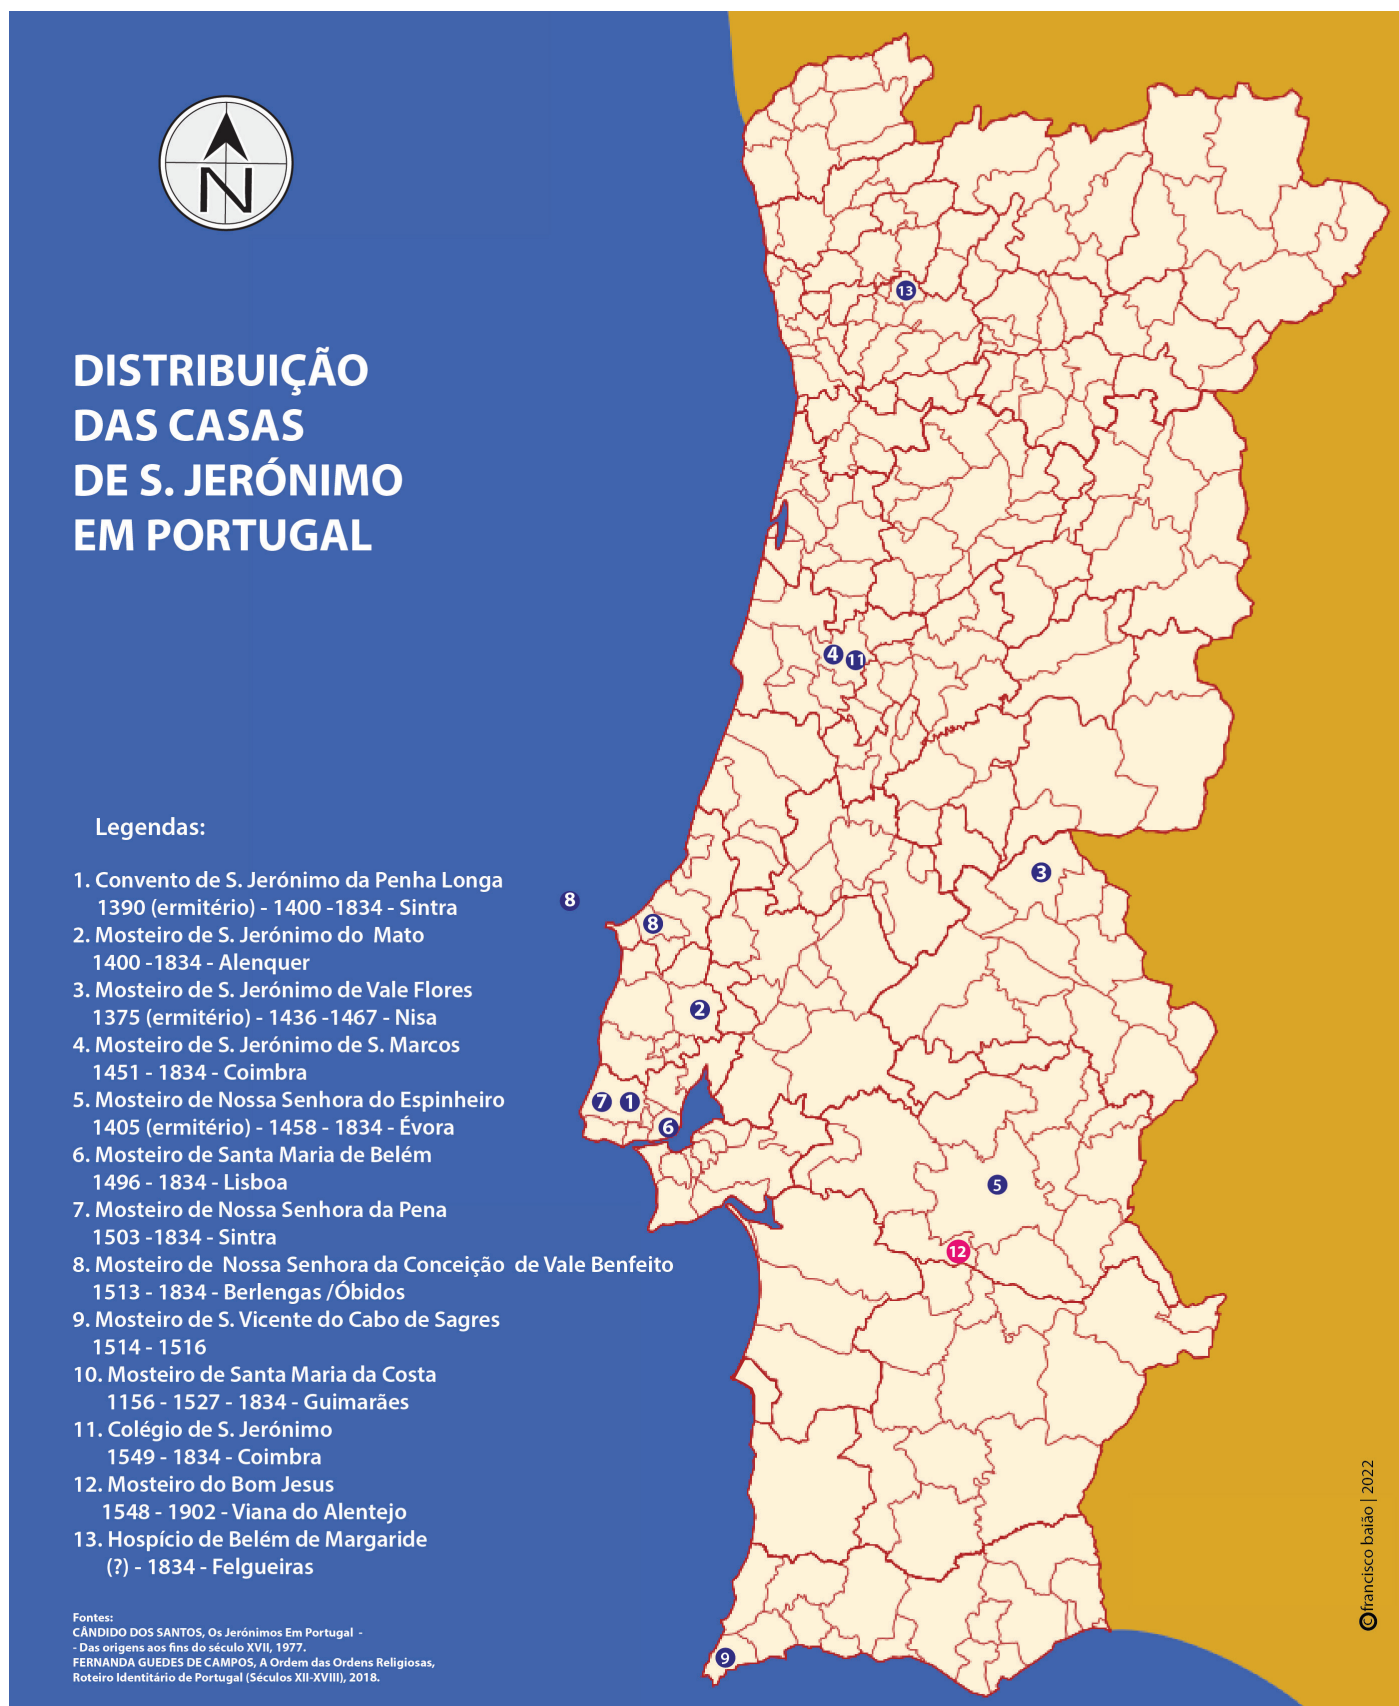 N
DISTRIBUIÇÃO
DAS CASAS
DE S. JERÓNIMO
EM PORTUGAL
Legendas:
1. Convento de S. Jerónimo da Penha Longa
1390 (ermitério) - 1400 -1834 - Sintra
2. Mosteiro de S. Jerónimo do Mato
1400 -1834 - Alenquer
3. Mosteiro de S. Jerónimo de Vale Flores
1375 (ermitério) - 1436 -1467 - Nisa
4. Mosteiro de S. Jerónimo de S. Marcos
1451 - 1834 - Coimbra
5. Mosteiro de Nossa Senhora do Espinheiro
1405 (ermitério) - 1458 - 1834 - Évora
6. Mosteiro de Santa Maria de Belém
1496 - 1834 - Lisboa
7. Mosteiro de Nossa Senhora da Pena
1503 -1834 - Sintra
8. Mosteiro de Nossa Senhora da Conceição de Vale Benfeito
1513 - 1834 - Berlengas /Óbidos
9. Mosteiro de S. Vicente do Cabo de Sagres
1514 - 1516
10. Mosteiro de Santa Maria da Costa
1156 - 1527 - 1834 - Guimarães
11. Colégio de S. Jerónimo
1549 - 1834 - Coimbra
12. Mosteiro do Bom Jesus
1548 - 1902 - Viana do Alentejo
13. Hospício de Belém de Margaride
(?) - 1834 - Felgueiras
Fontes:
CÂNDIDO DOS SANTOS, Os Jerónimos Em Portugal -
- Das origens aos fins do século XVII, 1977.
FERNANDA GUEDES DE CAMPOS, A Ordem das Ordens Religiosas,
Roteiro Identitário de Portugal (Séculos XII-XVIII), 2018.
13
4
11
3
8
8
2
7
1
6
5
12
9
©francisco baião | 2022